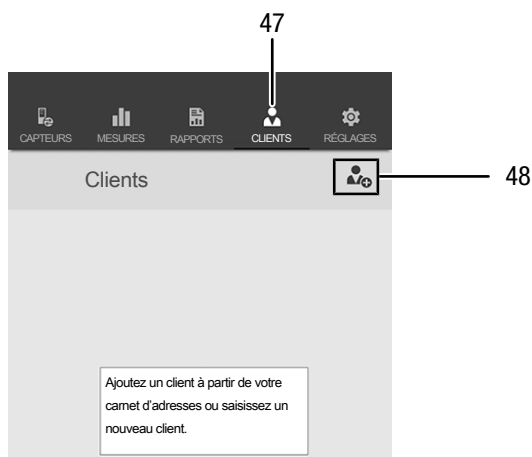 47
CAPTEURS MESURES RAPPORTS CLIENTS RÉGLAGES
Clients
48
Ajoutez un client à partir de votre
carnet d'adresses ou saisissez un
nouveau client.